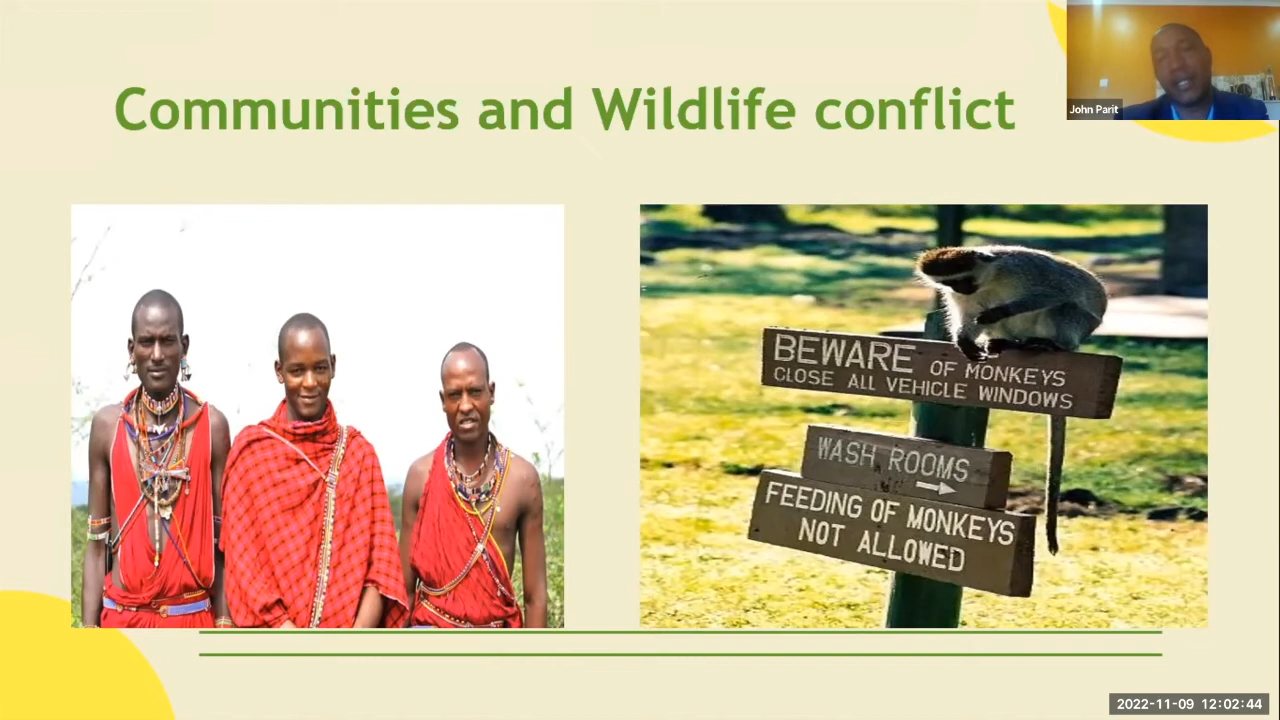 Communities and Wildlife conflict
John Parit
BEWARE OF MONKEYS
CLOSE ALL VEHICLE WINDOWS
WASH ROOMS
FEEDING OF MONKEYS
NOT ALLOWED
2022-11-09 12:02:44